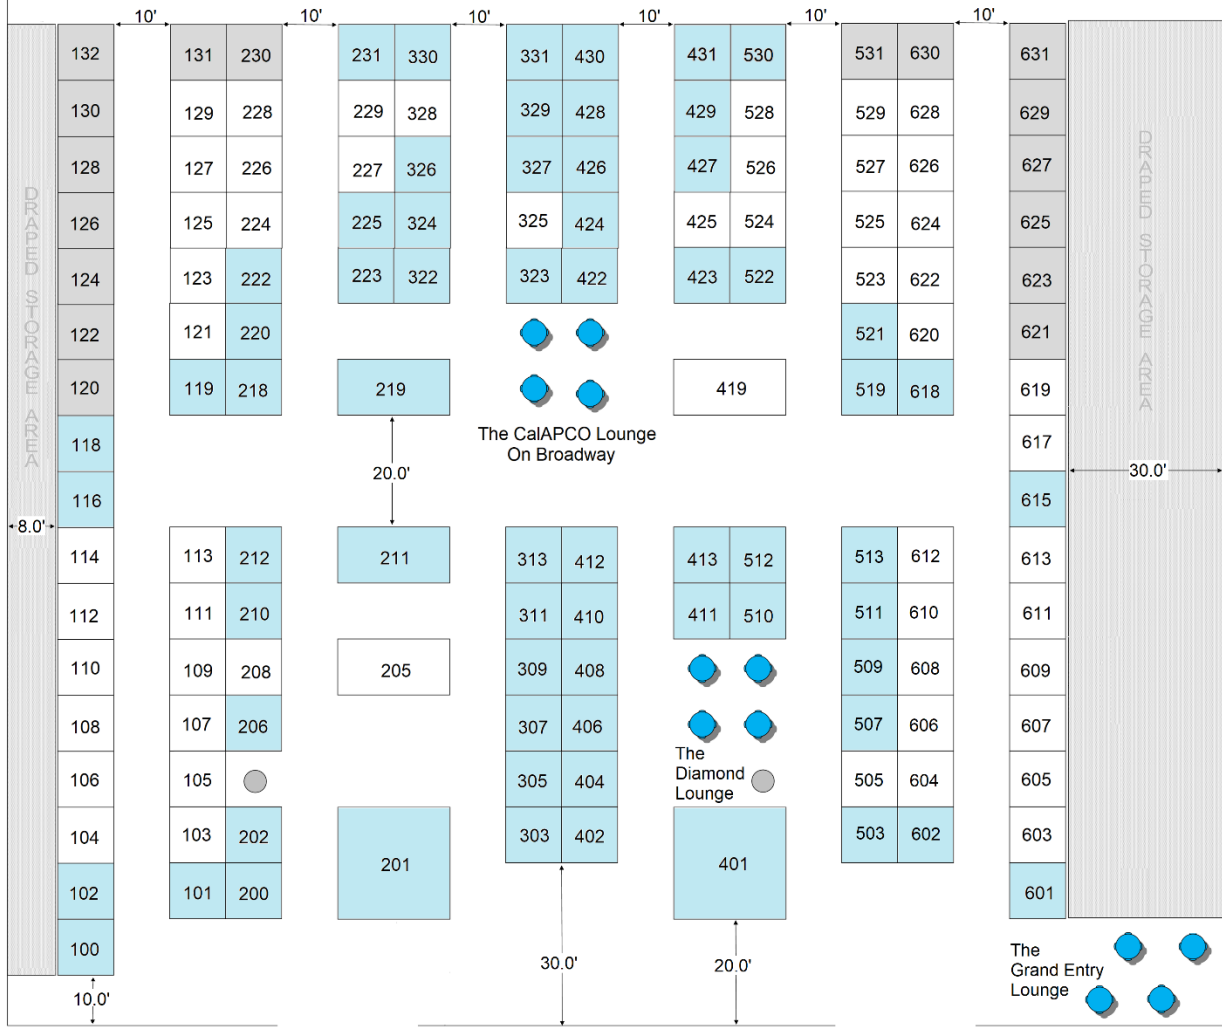 10' 10' 10' 10' 10' 10'
132 131 230 231 330 331 430 431 530 531 630 631
130 129 228 229 328 329 428 429 528 529 628 629
128 127 226 227 326 327 426 427 526 527 626 627
126 125 224 225 324 325 424 425 524 525 624 625
124 123 222 223 322 323 422 423 522 523 622 623
122 121 220 521 620 621
120 119 218 219 419 519 618 619
DRAPED STORAGE AREA
DRAPED STORAGE AREA
The CalAPCO Lounge
On Broadway
118 617
20.0' 30.0'
116 615
8.0'
114 113 212 211 313 412 413 512 513 612 613
112 111 210 311 410 411 510 511 610 611
110 109 208 205 309 408 509 608 609
108 107 206 307 406 507 606 607
The
Diamond
Lounge
106 105 305 404 505 604 605
104 103 202 303 402 503 602 603
201 401
102 101 200 601
100
The
Grand Entry
Lounge
30.0' 20.0'
10.0'